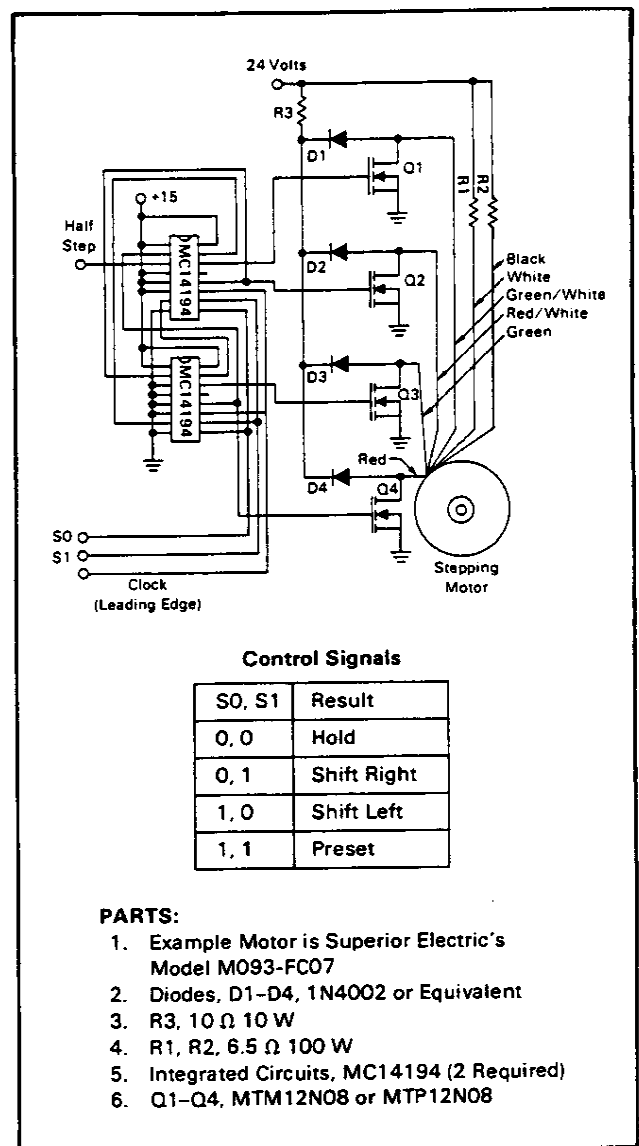 24 Volts
R3
D1
Q1
+15
Half
Step
MC14194
R1
R2
D2
Q2
Black
White
Green/White
Red/White
Green
MC14194
D3
Q3
Red
D4
Q4
S0
S1
Clock
(Leading Edge)
Stepping
Motor
Control Signals
S0, S1 Result
0, 0 Hold
0, 1 Shift Right
1, 0 Shift Left
1, 1 Preset
PARTS:
1. Example Motor is Superior Electric's
Model M093-FC07
2. Diodes, D1–D4, 1N4002 or Equivalent
3. R3, 10 Ω 10 W
4. R1, R2, 6.5 Ω 100 W
5. Integrated Circuits, MC14194 (2 Required)
6. Q1–Q4, MTM12N08 or MTP12N08